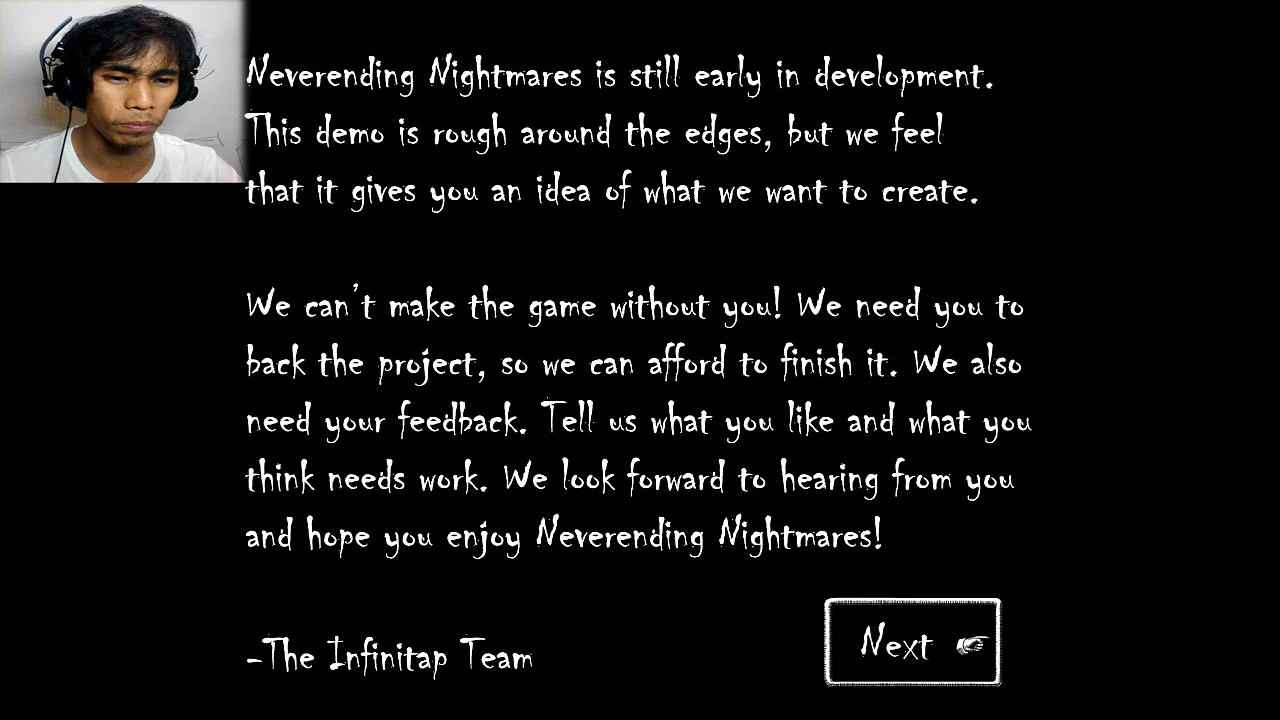 Neverending Nightmares is still early in development.
This demo is rough around the edges, but we feel
that it gives you an idea of what we want to create.
We can't make the game without you! We need you to
back the project, so we can afford to finish it. We also
need your feedback. Tell us what you like and what you
think needs work. We look forward to hearing from you
and hope you enjoy Neverending Nightmares!
-The Infinitap Team
Next